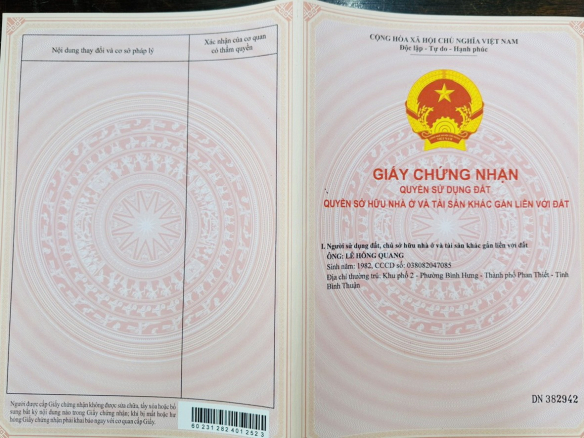 Nội dung thay đổi và cơ sở pháp lý
Xác nhận của cơ quan
có thẩm quyền
Người được cấp Giấy chứng nhận không được sửa chữa, tẩy xóa hoặc bổ
sung bất kỳ nội dung nào trong Giấy chứng nhận; khi bị mất hoặc hư
hỏng Giấy chứng nhận phải khai báo ngay với cơ quan cấp Giấy.
602312824012523
CỘNG HÒA XÃ HỘI CHỦ NGHĨA VIỆT NAM
Độc lập - Tự do - Hạnh phúc
GIẤY CHỨNG NHẬN
QUYỀN SỬ DỤNG ĐẤT
QUYỀN SỞ HỮU NHÀ Ở VÀ TÀI SẢN KHÁC GẮN LIỀN VỚI ĐẤT
I. Người sử dụng đất, chủ sở hữu nhà ở và tài sản khác gắn liền với đất
ÔNG: LÊ HỒNG QUANG
Sinh năm: 1982, CCCD số: 038082047085
Địa chỉ thường trú: Khu phố 2 - Phường Bình Hưng - Thành phố Phan Thiết - Tỉnh
Bình Thuận
DN 382942